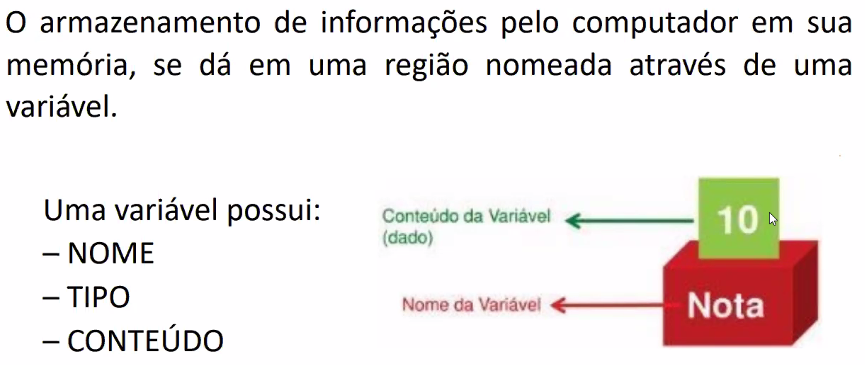 O armazenamento de informações pelo computador em sua
memória, se dá em uma região nomeada através de uma
variável.
Uma variável possui:
– NOME
– TIPO
– CONTEÚDO
Conteúdo da Variável
(dado)
10
Nome da Variável
Nota